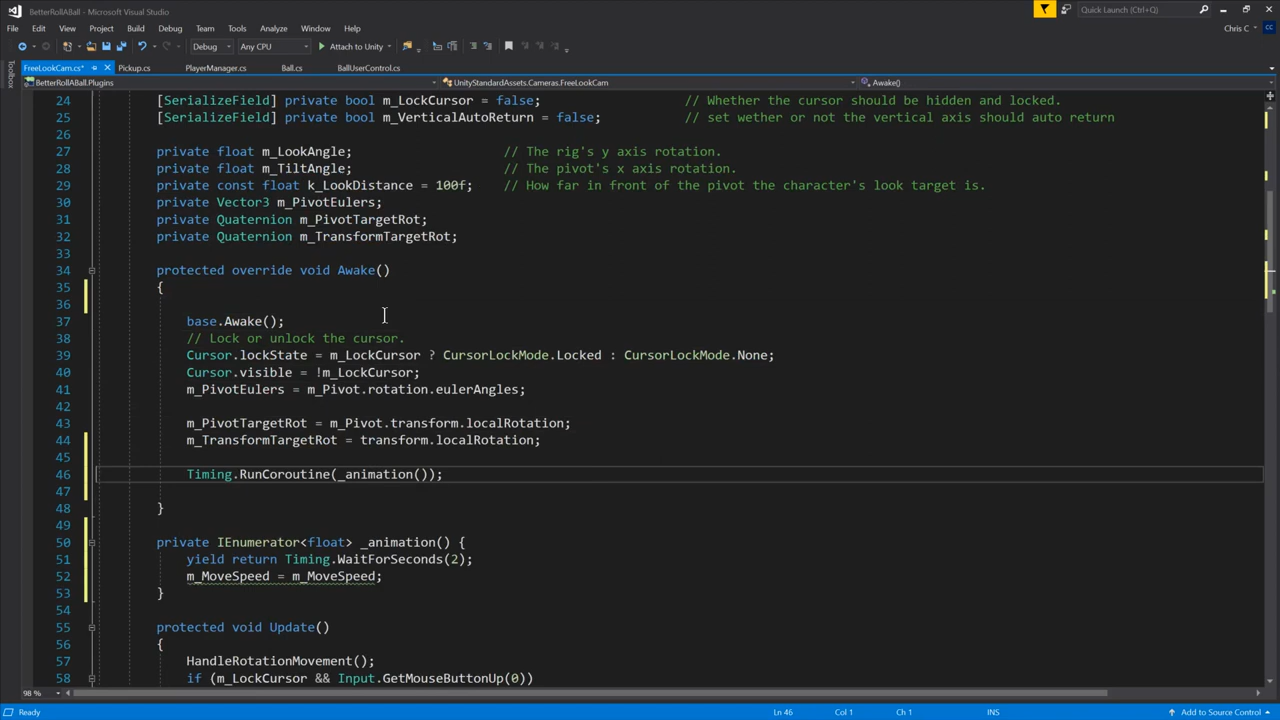 BetterRollABall - Microsoft Visual Studio
Quick Launch (Ctrl+Q)
File Edit View Project Build Debug Team Tools Test Analyze Window Help
Chris C
Debug Any CPU Attach to Unity
FreeLookCam.cs* Pickup.cs PlayerManager.cs Ball.cs BallUserControl.cs
Toolbox
BetterRollABall.Plugins UnityStandardAssets.Cameras.FreeLookCam Awake()
24 [SerializeField] private bool m_LockCursor = false; // Whether the cursor should be hidden and locked.
25 [SerializeField] private bool m_VerticalAutoReturn = false; // set wether or not the vertical axis should auto return
26
27 private float m_LookAngle; // The rig's y axis rotation.
28 private float m_TiltAngle; // The pivot's x axis rotation.
29 private const float k_LookDistance = 100f; // How far in front of the pivot the character's look target is.
30 private Vector3 m_PivotEulers;
31 private Quaternion m_PivotTargetRot;
32 private Quaternion m_TransformTargetRot;
33
34 protected override void Awake()
35 {
36
37 base.Awake();
38 // Lock or unlock the cursor.
39 Cursor.lockState = m_LockCursor ? CursorLockMode.Locked : CursorLockMode.None;
40 Cursor.visible = !m_LockCursor;
41 m_PivotEulers = m_Pivot.rotation.eulerAngles;
42
43 m_PivotTargetRot = m_Pivot.transform.localRotation;
44 m_TransformTargetRot = transform.localRotation;
45
46 Timing.RunCoroutine(_animation());
47
48 }
49
50 private IEnumerator<float> _animation() {
51 yield return Timing.WaitForSeconds(2);
52 m_MoveSpeed = m_MoveSpeed;
53 }
54
55 protected void Update()
56 {
57 HandleRotationMovement();
58 if (m_LockCursor && Input.GetMouseButtonUp(0))
98 %
Ready Ln 46 Col 1 Ch 1 INS Add to Source Control